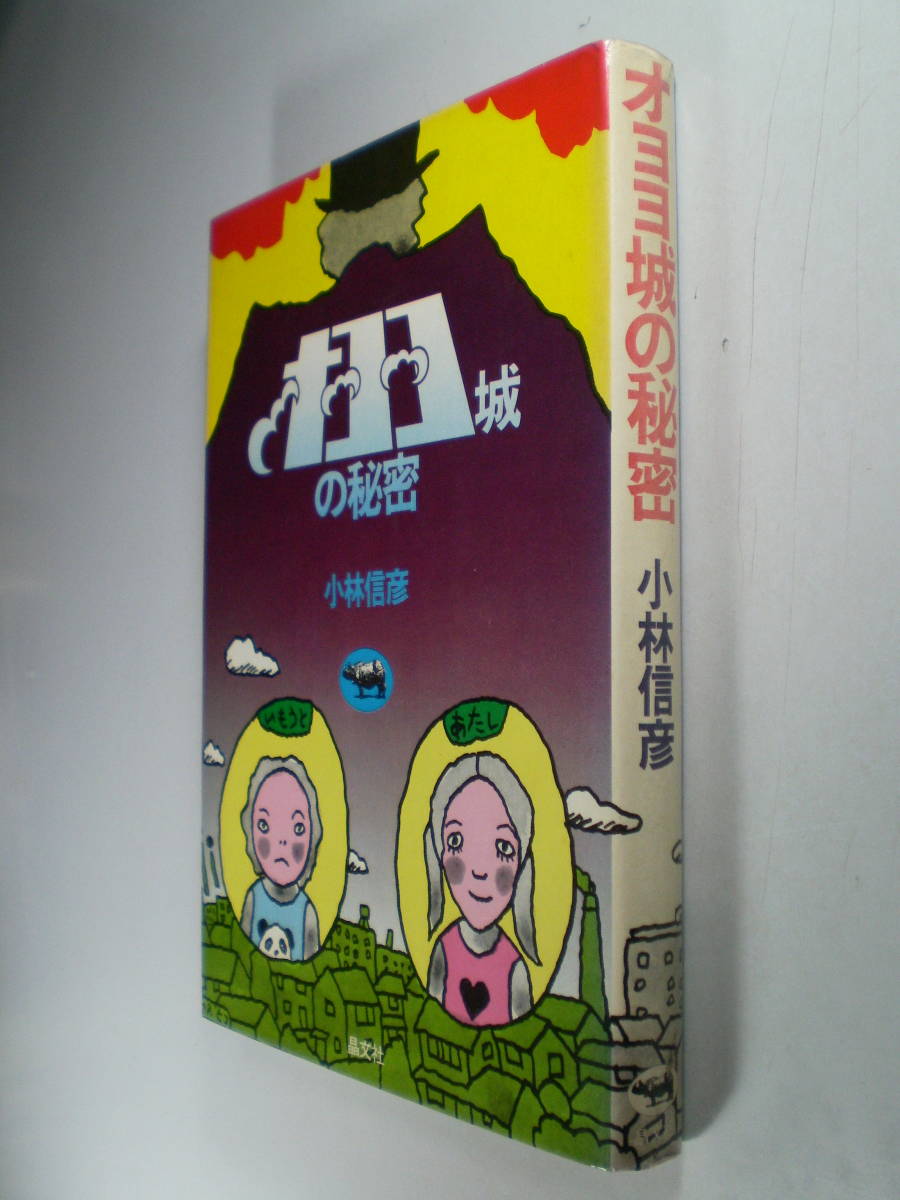 オヨヨ城
の秘密
小林信彦
いもうと
あたし
晶文社
オヨヨ城の秘密
小林信彦